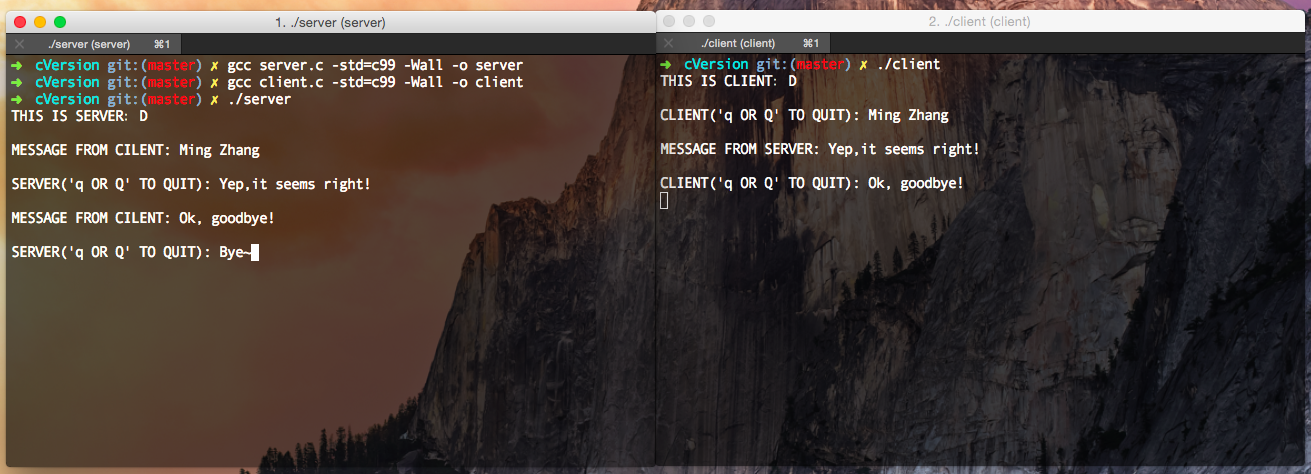 1. ./server (server)
./server (server) ⌘1
➜ cVersion git:(master) ✗ gcc server.c -std=c99 -Wall -o server
➜ cVersion git:(master) ✗ gcc client.c -std=c99 -Wall -o client
➜ cVersion git:(master) ✗ ./server
THIS IS SERVER: D
MESSAGE FROM CILENT: Ming Zhang
SERVER('q OR Q' TO QUIT): Yep,it seems right!
MESSAGE FROM CILENT: Ok, goodbye!
SERVER('q OR Q' TO QUIT): Bye~
2. ./client (client)
./client (client) ⌘1
➜ cVersion git:(master) ✗ ./client
THIS IS CLIENT: D
CLIENT('q OR Q' TO QUIT): Ming Zhang
MESSAGE FROM SERVER: Yep,it seems right!
CLIENT('q OR Q' TO QUIT): Ok, goodbye!